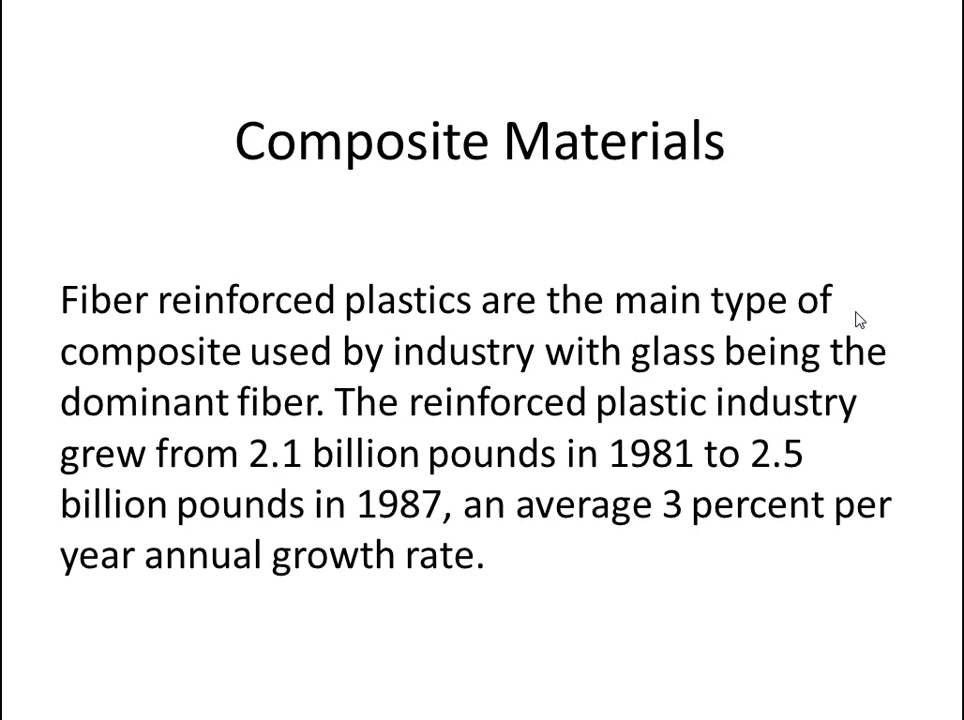 Composite Materials
Fiber reinforced plastics are the main type of
composite used by industry with glass being the
dominant fiber. The reinforced plastic industry
grew from 2.1 billion pounds in 1981 to 2.5
billion pounds in 1987, an average 3 percent per
year annual growth rate.